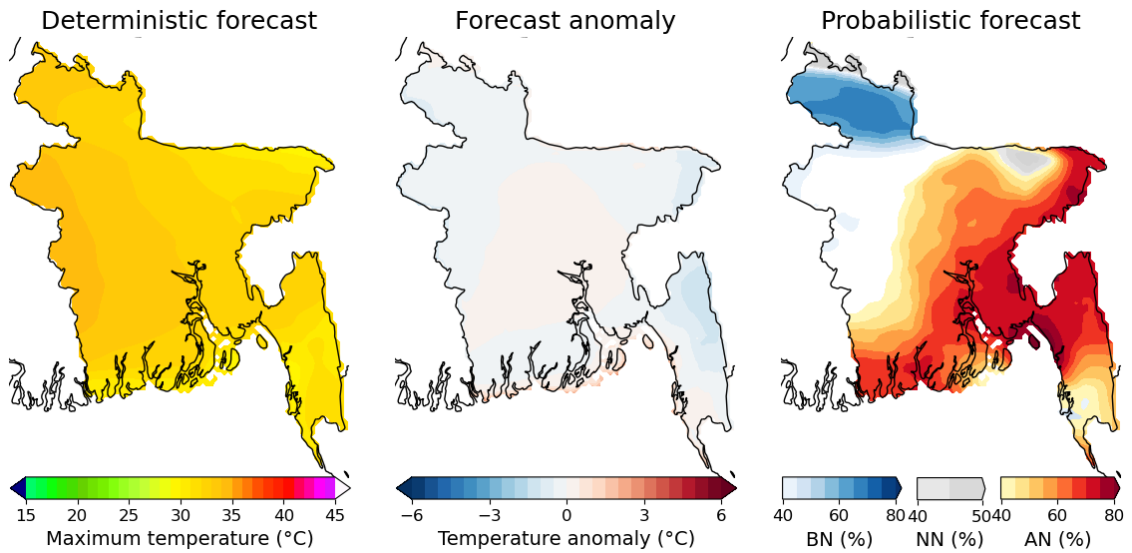 Deterministic forecast Forecast anomaly Probabilistic forecast
15 20 25 30 35 40 45 −6 −3 0 3 6 40 60 80 40 50 40 60 80
Maximum temperature (°C) Temperature anomaly (°C) BN (%) NN (%) AN (%)